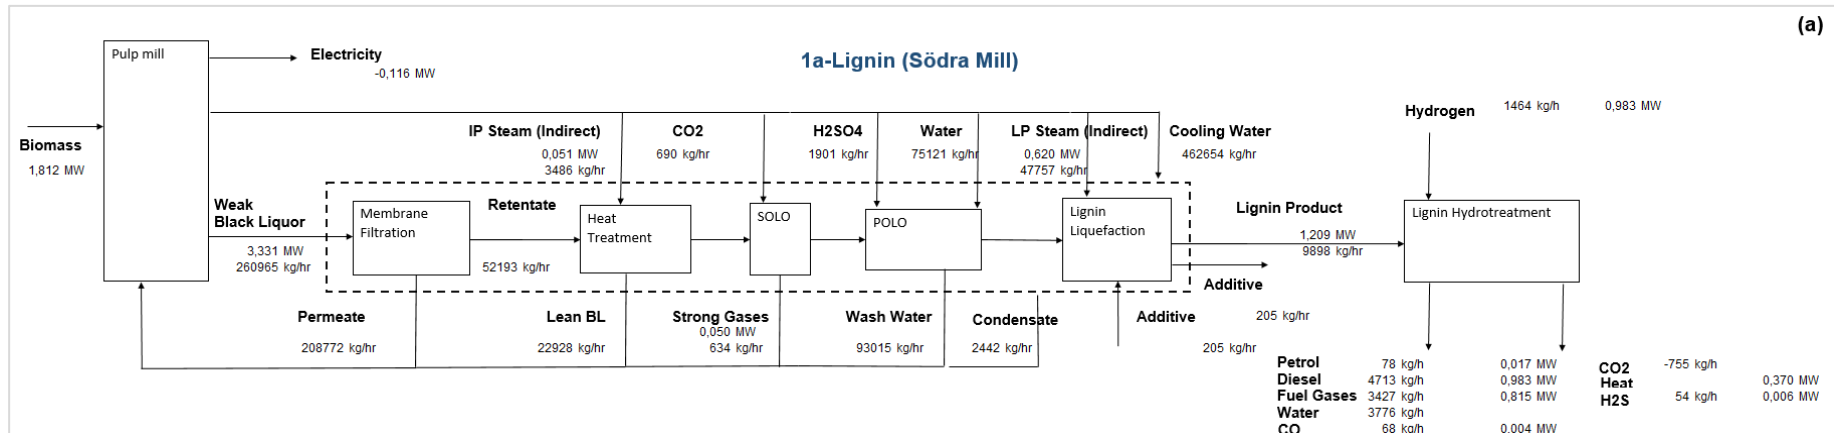 (a)
Pulp mill
Electricity
-0,116 MW
1a-Lignin (Södra Mill)
Biomass
1,812 MW
IP Steam (Indirect)
0,051 MW
3486 kg/hr
CO2
690 kg/hr
H2SO4
1901 kg/hr
Water
75121 kg/hr
LP Steam (Indirect)
0,620 MW
47757 kg/hr
Cooling Water
462654 kg/hr
Hydrogen 1464 kg/h 0,983 MW
Weak
Black Liquor
3,331 MW
260965 kg/hr
Membrane
Filtration
Retentate
52193 kg/hr
Heat
Treatment
SOLO
POLO
Lignin
Liquefaction
Lignin Product
1,209 MW
9898 kg/hr
Lignin Hydrotreatment
Additive
205 kg/hr
Permeate
208772 kg/hr
Lean BL
22928 kg/hr
Strong Gases
0,050 MW
634 kg/hr
Wash Water
93015 kg/hr
Condensate
2442 kg/hr
Additive
205 kg/hr
Petrol 78 kg/h 0,017 MW
Diesel 4713 kg/h 0,983 MW
Fuel Gases 3427 kg/h 0,815 MW
Water 3776 kg/h
CO 68 kg/h 0,004 MW
CO2 -755 kg/h
Heat 0,370 MW
H2S 54 kg/h 0,006 MW